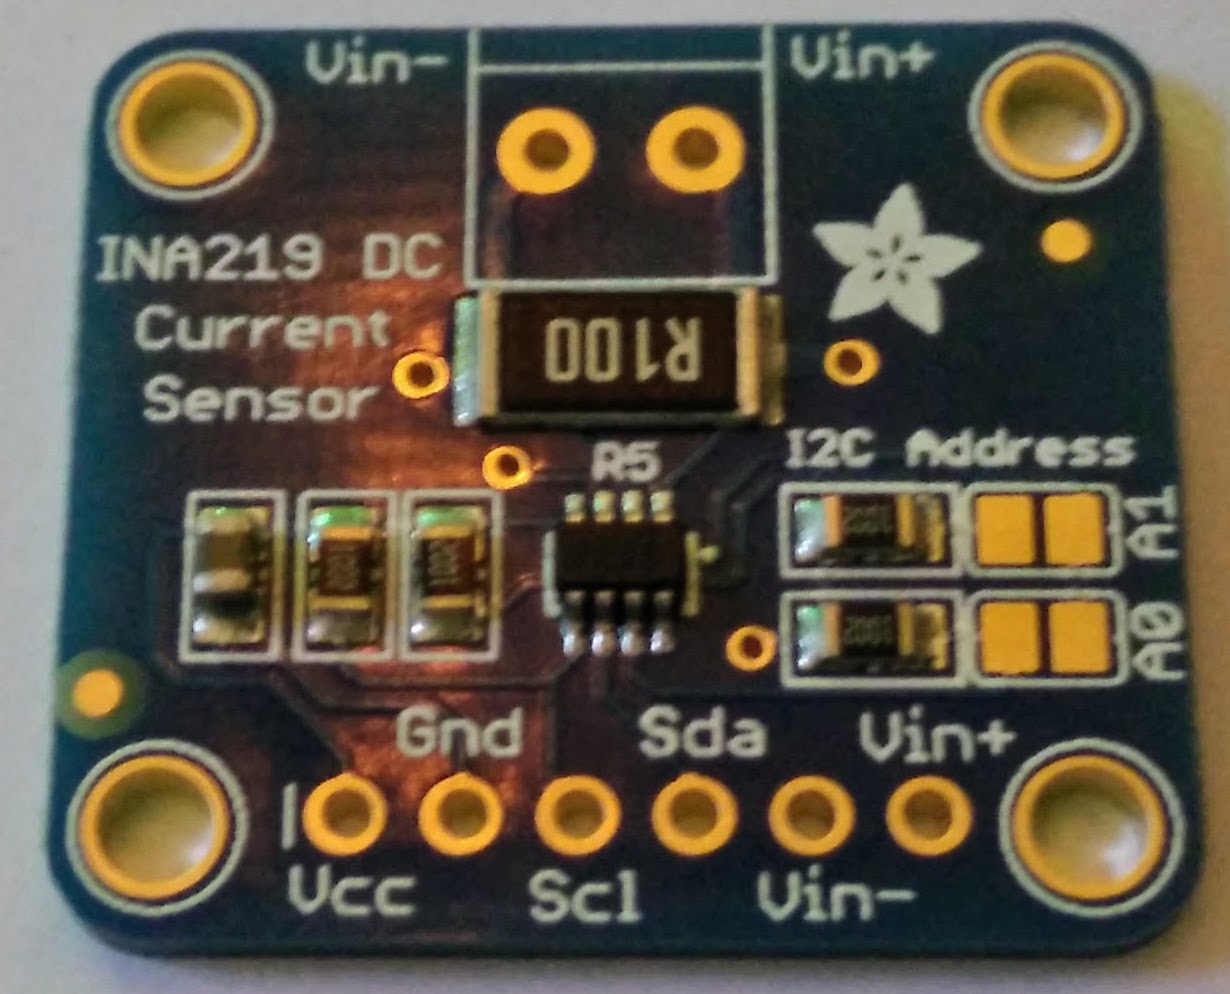 Vin-
Vin+
INA219 DC
Current
Sensor
R100
R5
I2C Address
A1
A0
Gnd
Sda
Vin+
Vcc
Scl
Vin-